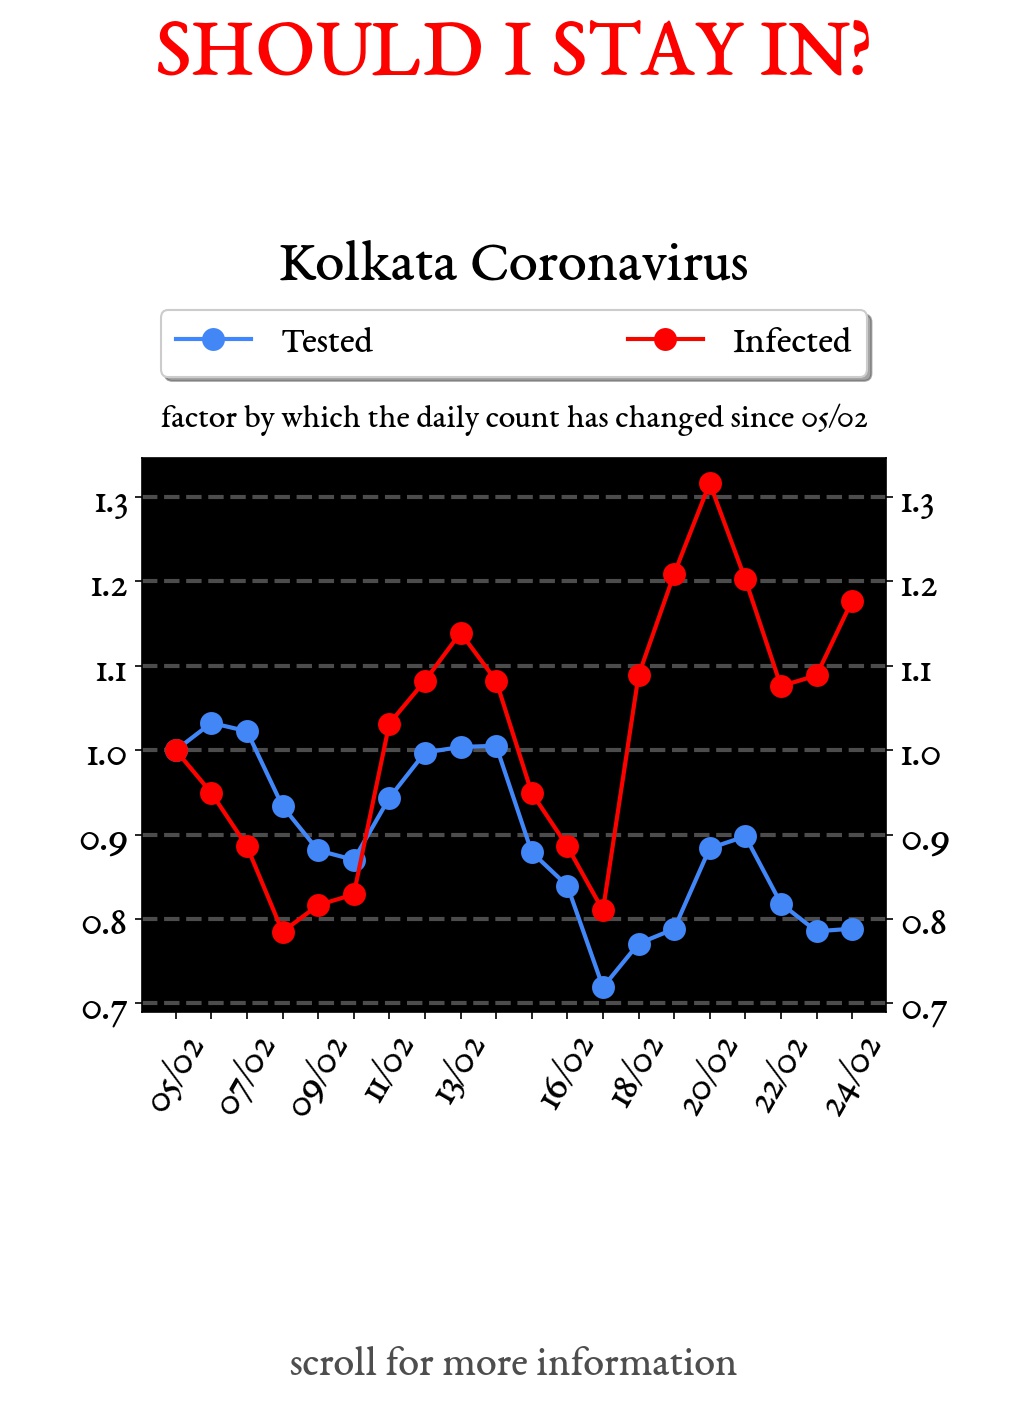 SHOULD I STAY IN?
Kolkata Coronavirus
Tested Infected
factor by which the daily count has changed since 05/02
1.3 1.3
1.2 1.2
1.1 1.1
1.0 1.0
0.9 0.9
0.8 0.8
0.7 0.7
05/02 07/02 09/02 11/02 13/02 16/02 18/02 20/02 22/02 24/02
scroll for more information